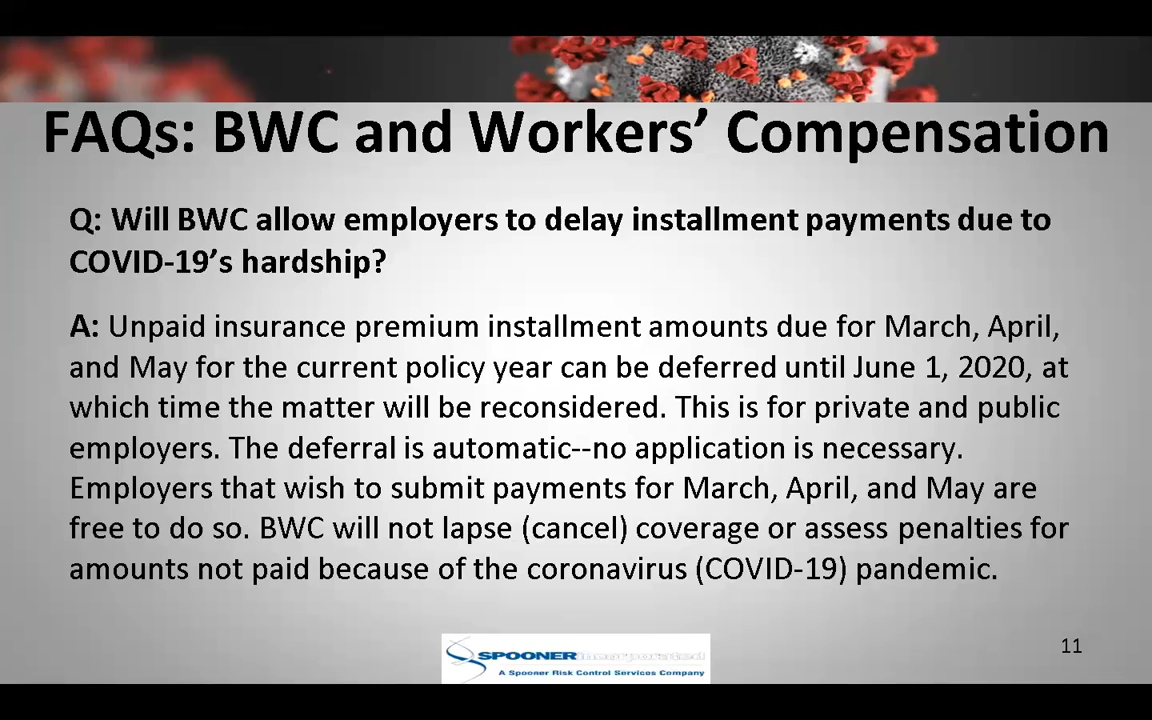 FAQs: BWC and Workers’ Compensation
Q: Will BWC allow employers to delay installment payments due to
COVID-19’s hardship?
A: Unpaid insurance premium installment amounts due for March, April,
and May for the current policy year can be deferred until June 1, 2020, at
which time the matter will be reconsidered. This is for private and public
employers. The deferral is automatic--no application is necessary.
Employers that wish to submit payments for March, April, and May are
free to do so. BWC will not lapse (cancel) coverage or assess penalties for
amounts not paid because of the coronavirus (COVID-19) pandemic.
11
SPOONER incorporated
A Spooner Risk Control Services Company